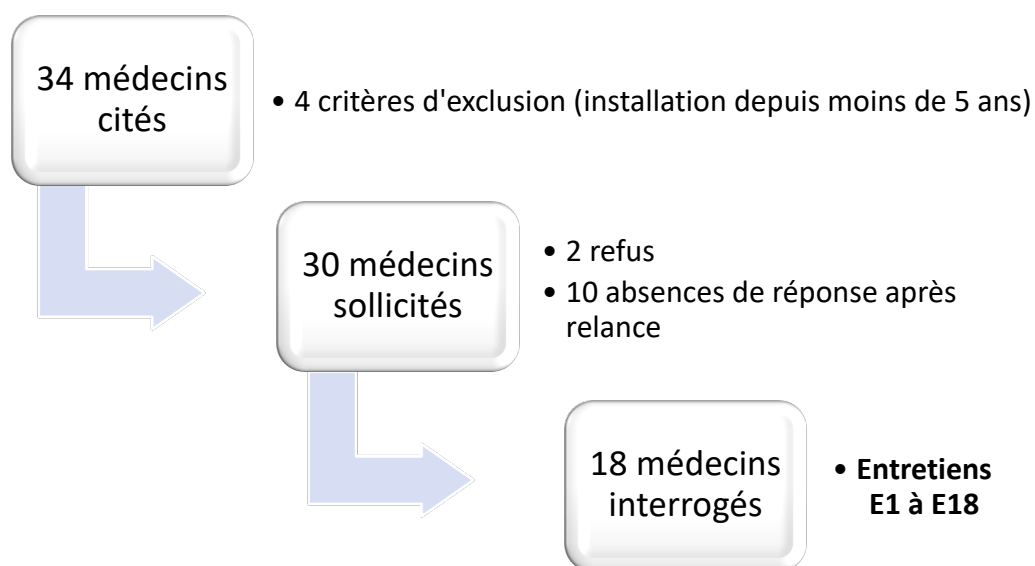 34 médecins
cités
• 4 critères d'exclusion (installation depuis moins de 5 ans)
30 médecins
sollicités
• 2 refus
• 10 absences de réponse après
relance
18 médecins
interrogés
• Entretiens
E1 à E18